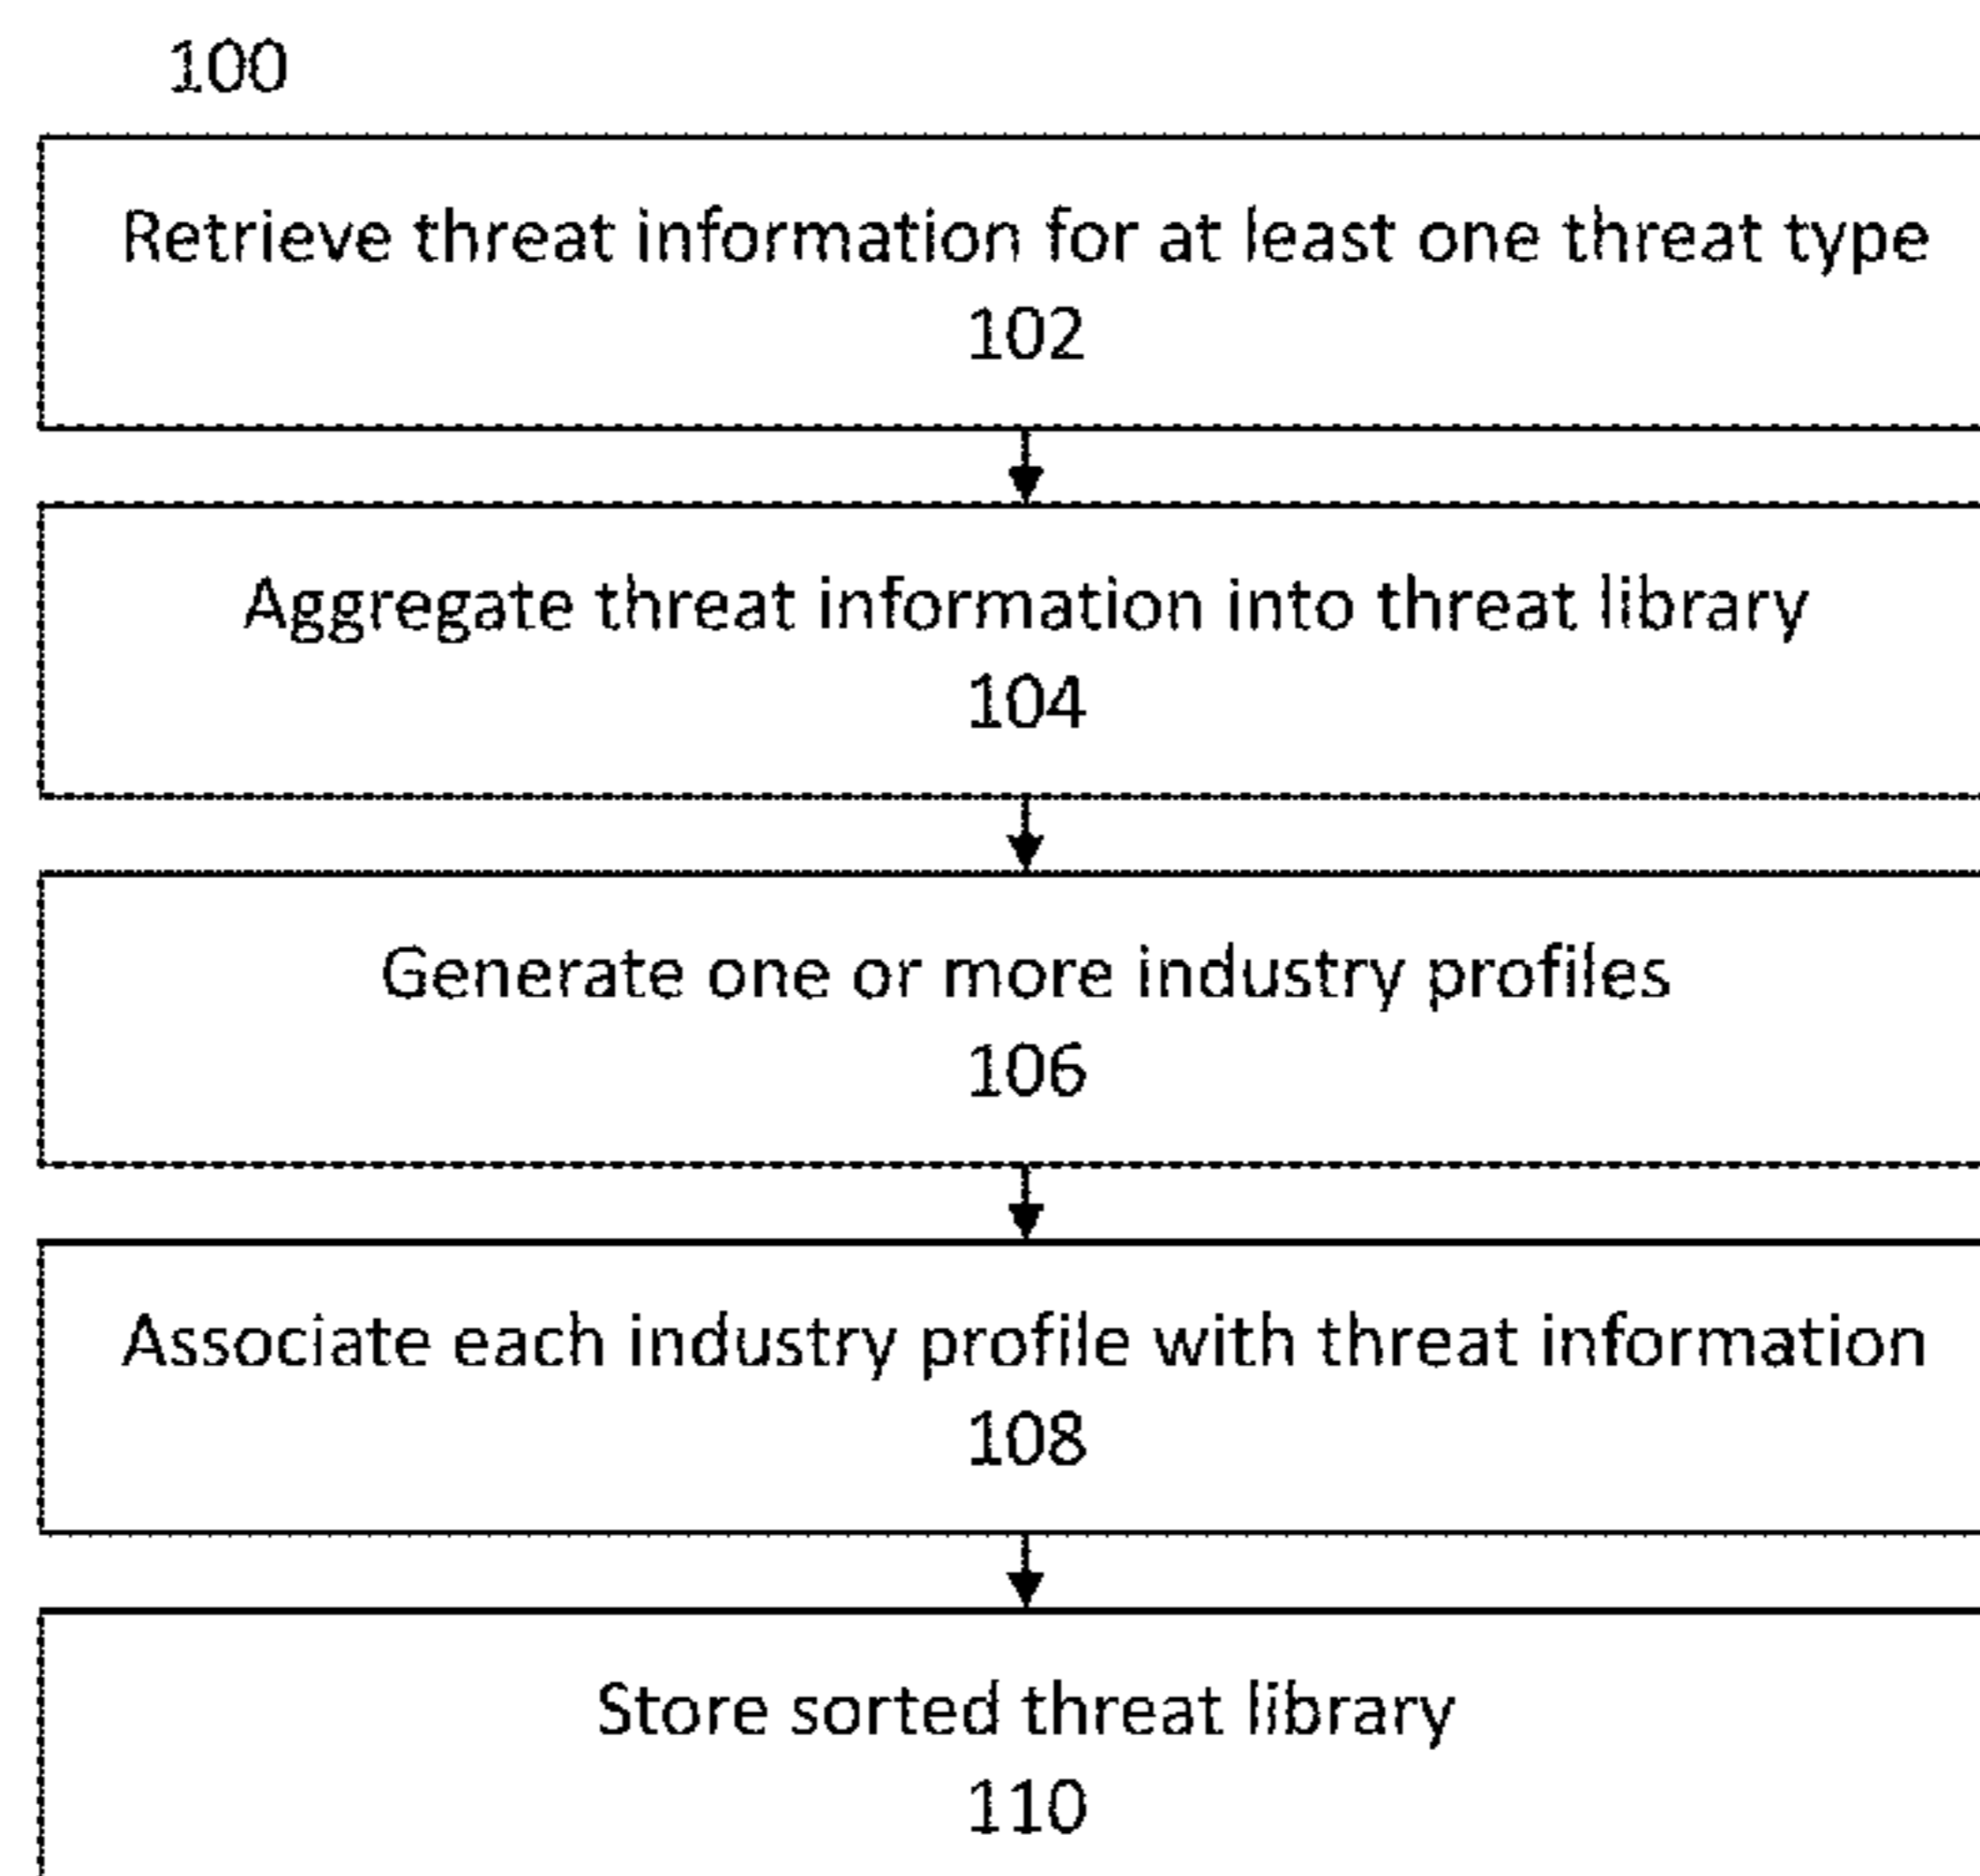 100
Retrieve threat information for at least one threat type
102
Aggregate threat information into threat library
104
Generate one or more industry profiles
106
Associate each industry profile with threat information
108
Store sorted threat library
110